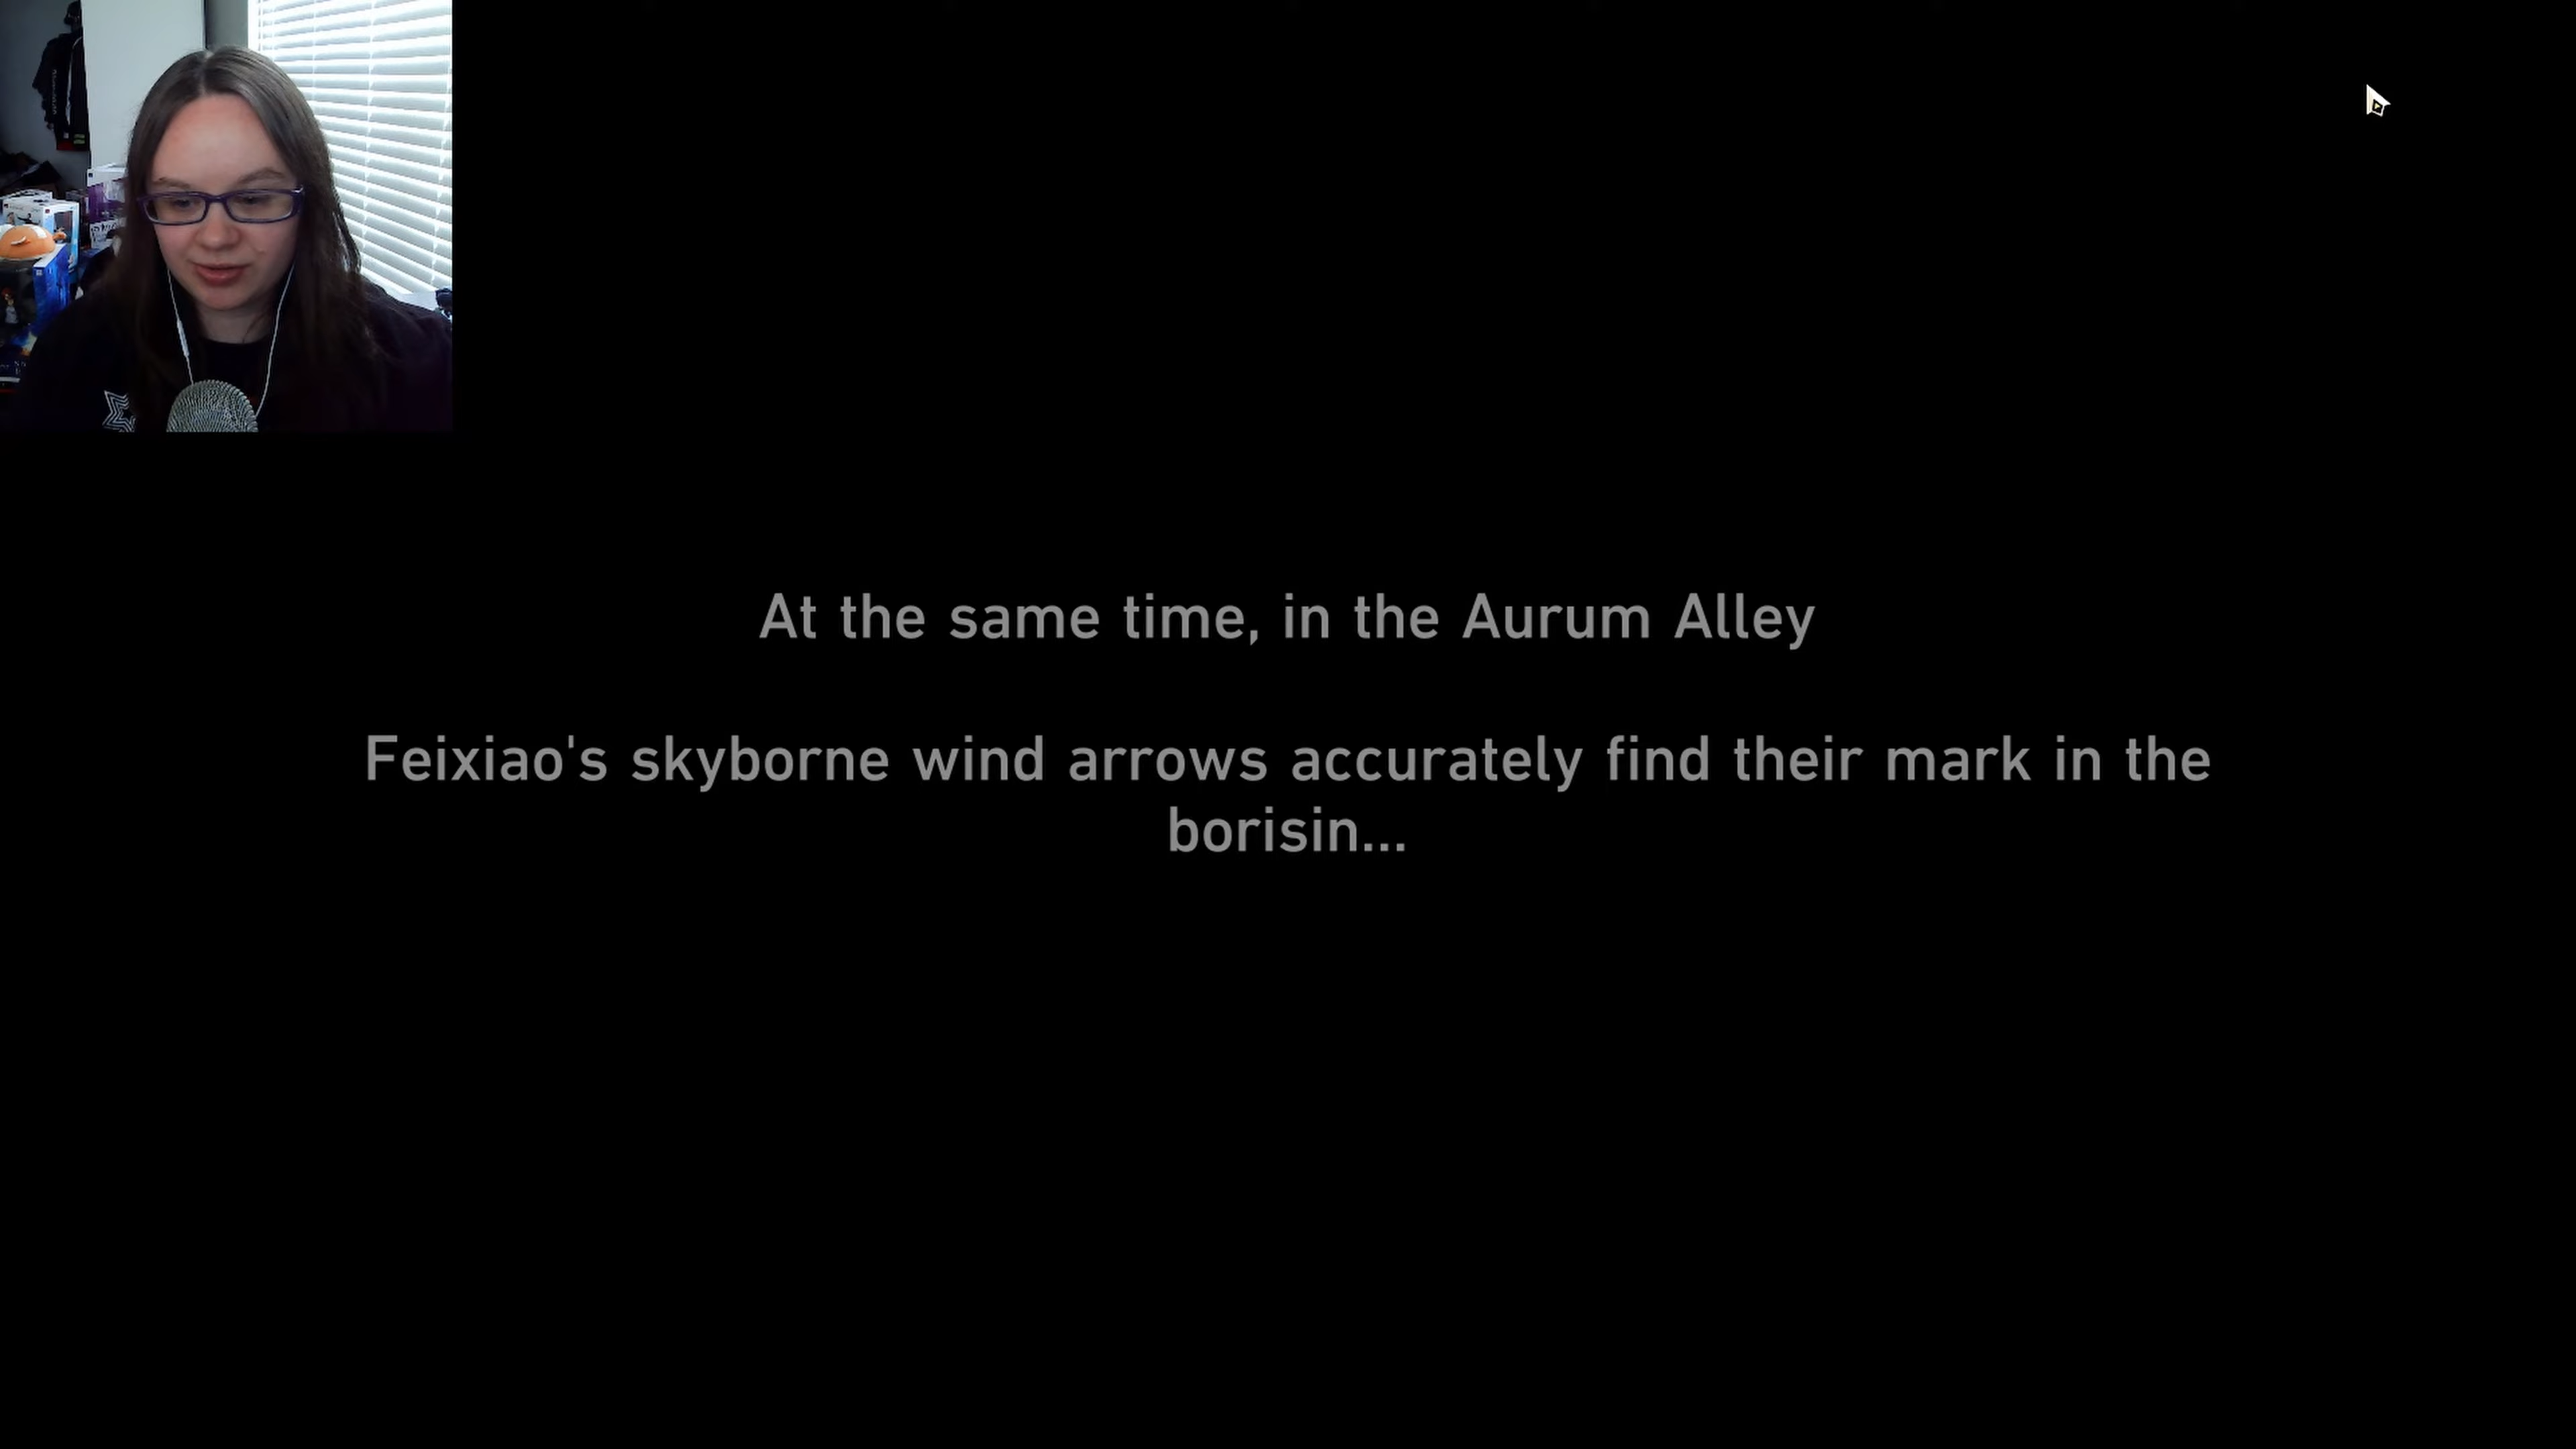 At the same time, in the Aurum Alley
Feixiao's skyborne wind arrows accurately find their mark in the
borisin...